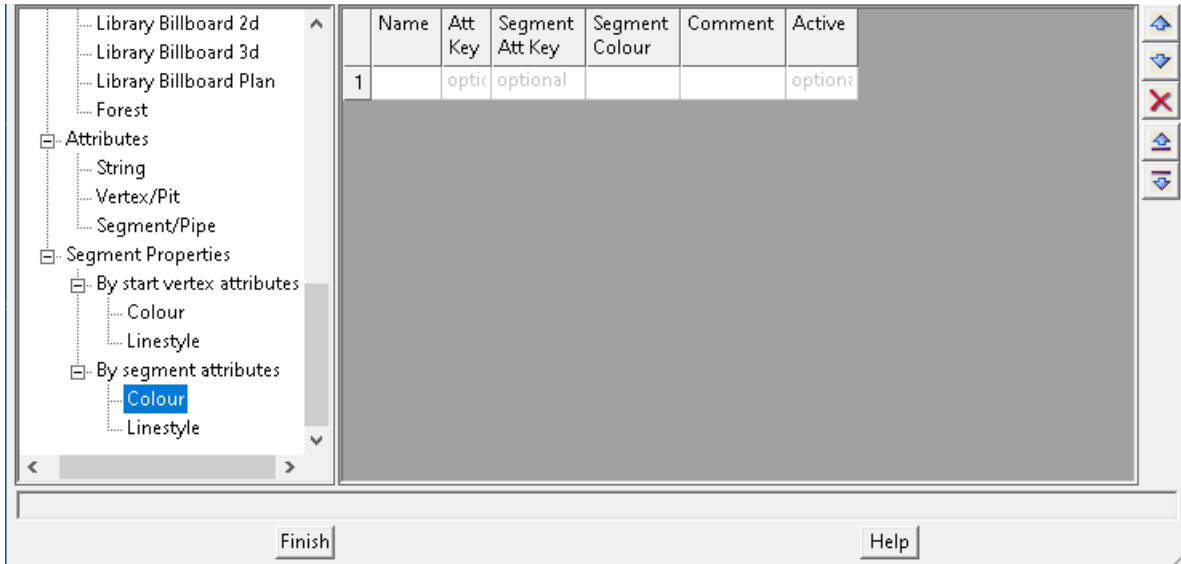 Library Billboard 2d
Library Billboard 3d
Library Billboard Plan
Forest
Attributes
String
Vertex/Pit
Segment/Pipe
Segment Properties
By start vertex attributes
Colour
Linestyle
By segment attributes
Colour
Linestyle
Name Att Key Segment Att Key Segment Colour Comment Active
1 optic optional optiona
Finish
Help